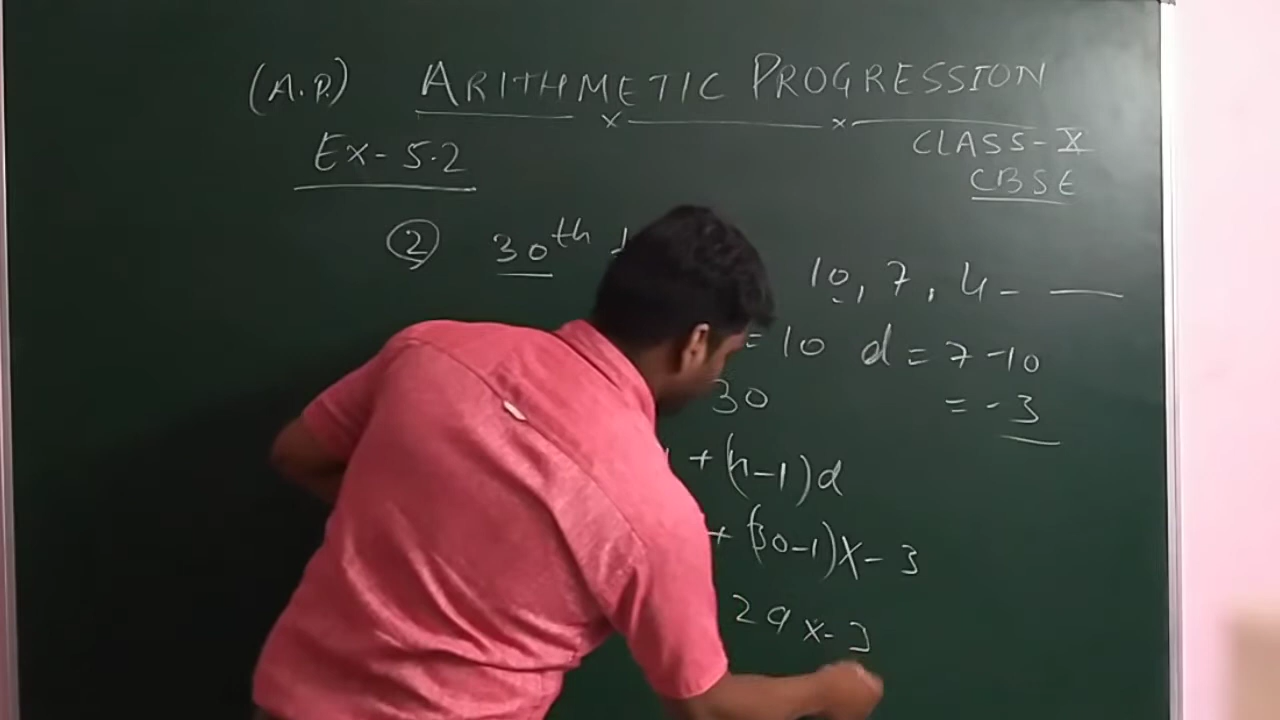 (A.P.) ARITHMETIC PROGRESSION
Ex-5.2
CLASS-X
CBSE
② 30th
10, 7, 4 - —
= 10 d = 7-10
30 = -3
+ (n-1)d
+ (30-1)X-3
29x-3